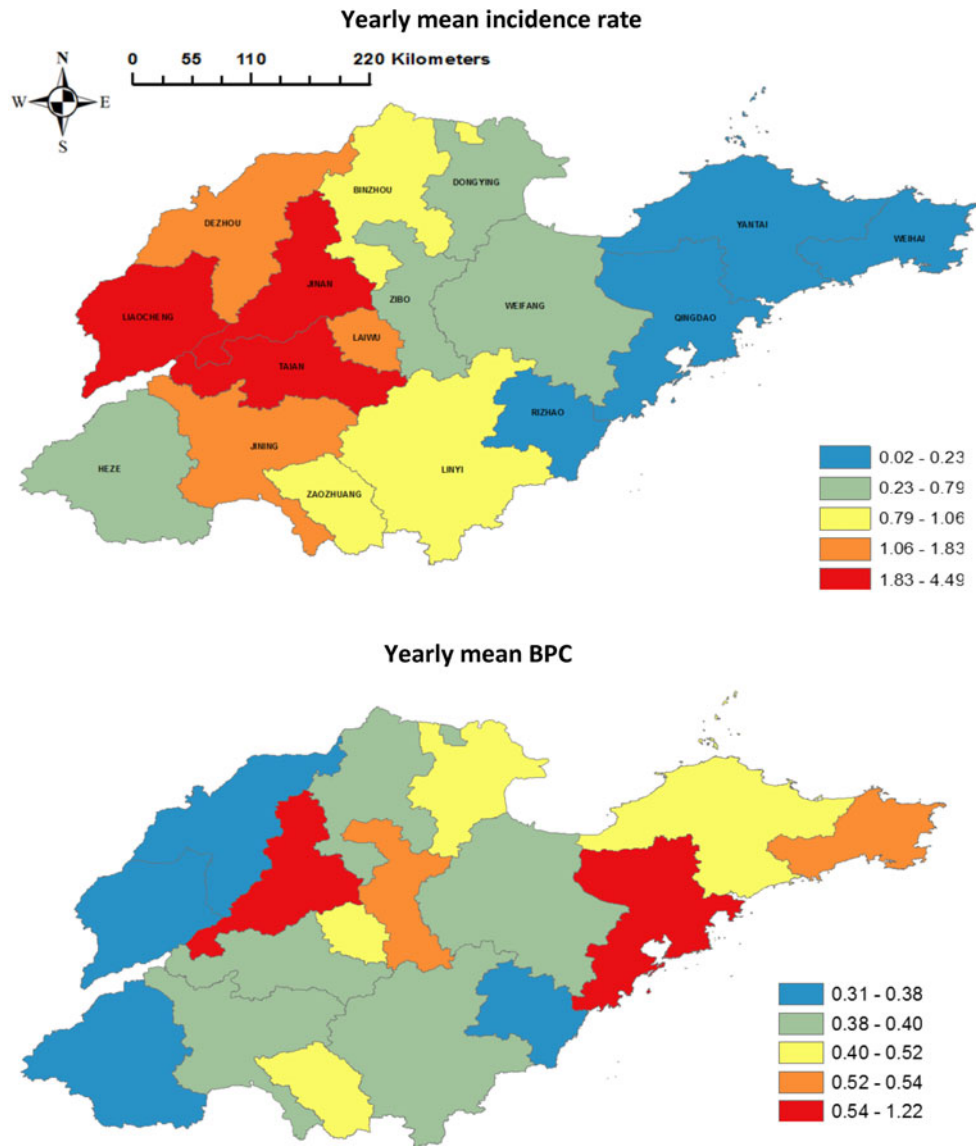 Yearly mean incidence rate
0 55 110 220 Kilometers
N
W E
S
BINZHOU
DONGYING
DEZHOU
YANTAI
WEIHAI
JINAN
ZIBO
WEIFANG
LIAOCHENG
QINGDAO
LAIWU
TAIAN
RIZHAO
JINING
HEZE
LINYI
ZAOZHUANG
0.02 - 0.23
0.23 - 0.79
0.79 - 1.06
1.06 - 1.83
1.83 - 4.49
Yearly mean BPC
0.31 - 0.38
0.38 - 0.40
0.40 - 0.52
0.52 - 0.54
0.54 - 1.22